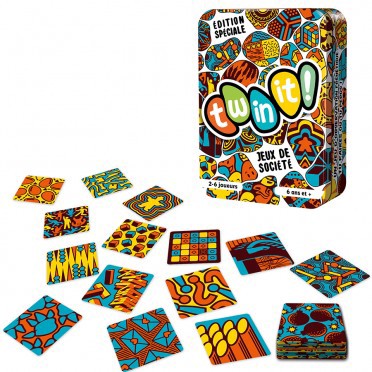 ÉDITION
SPÉCIALE
twin it!
JEUX DE
SOCIÉTÉ
2-6 joueurs
6 ans et +